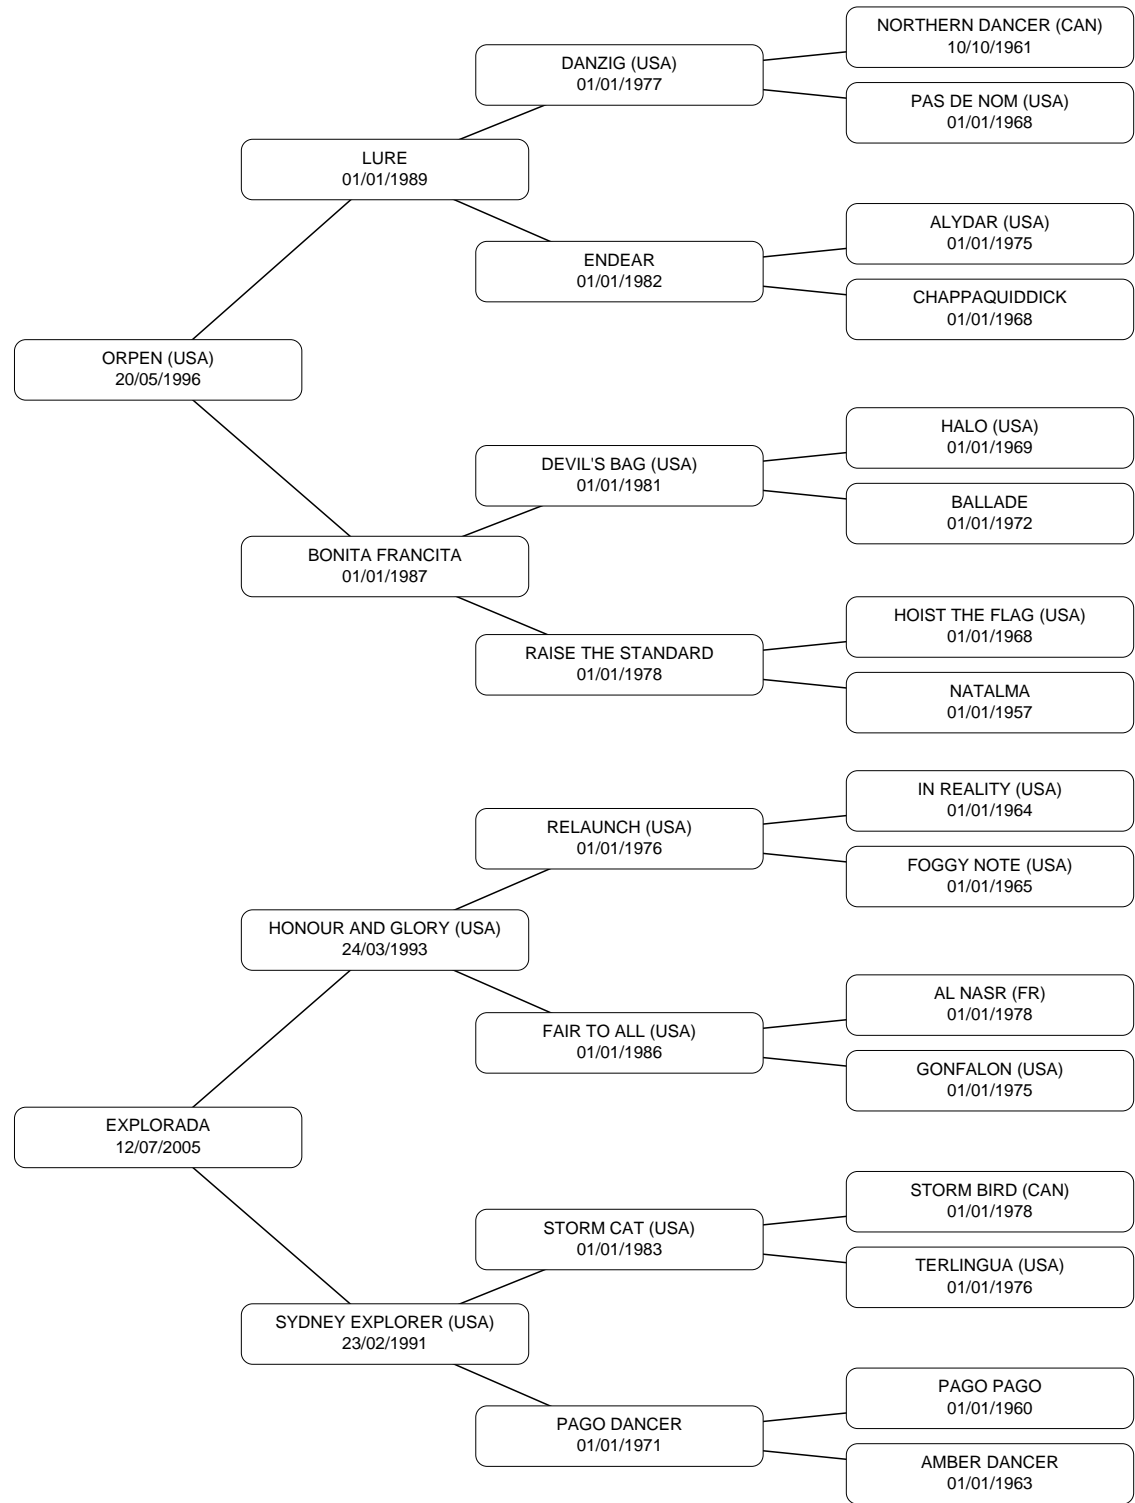 NORTHERN DANCER (CAN)
10/10/1961
DANZIG (USA)
01/01/1977
PAS DE NOM (USA)
01/01/1968
LURE
01/01/1989
ALYDAR (USA)
01/01/1975
ENDEAR
01/01/1982
CHAPPAQUIDDICK
01/01/1968
ORPEN (USA)
20/05/1996
HALO (USA)
01/01/1969
DEVIL'S BAG (USA)
01/01/1981
BALLADE
01/01/1972
BONITA FRANCITA
01/01/1987
HOIST THE FLAG (USA)
01/01/1968
RAISE THE STANDARD
01/01/1978
NATALMA
01/01/1957
IN REALITY (USA)
01/01/1964
RELAUNCH (USA)
01/01/1976
FOGGY NOTE (USA)
01/01/1965
HONOUR AND GLORY (USA)
24/03/1993
AL NASR (FR)
01/01/1978
FAIR TO ALL (USA)
01/01/1986
GONFALON (USA)
01/01/1975
EXPLORADA
12/07/2005
STORM BIRD (CAN)
01/01/1978
STORM CAT (USA)
01/01/1983
TERLINGUA (USA)
01/01/1976
SYDNEY EXPLORER (USA)
23/02/1991
PAGO PAGO
01/01/1960
PAGO DANCER
01/01/1971
AMBER DANCER
01/01/1963